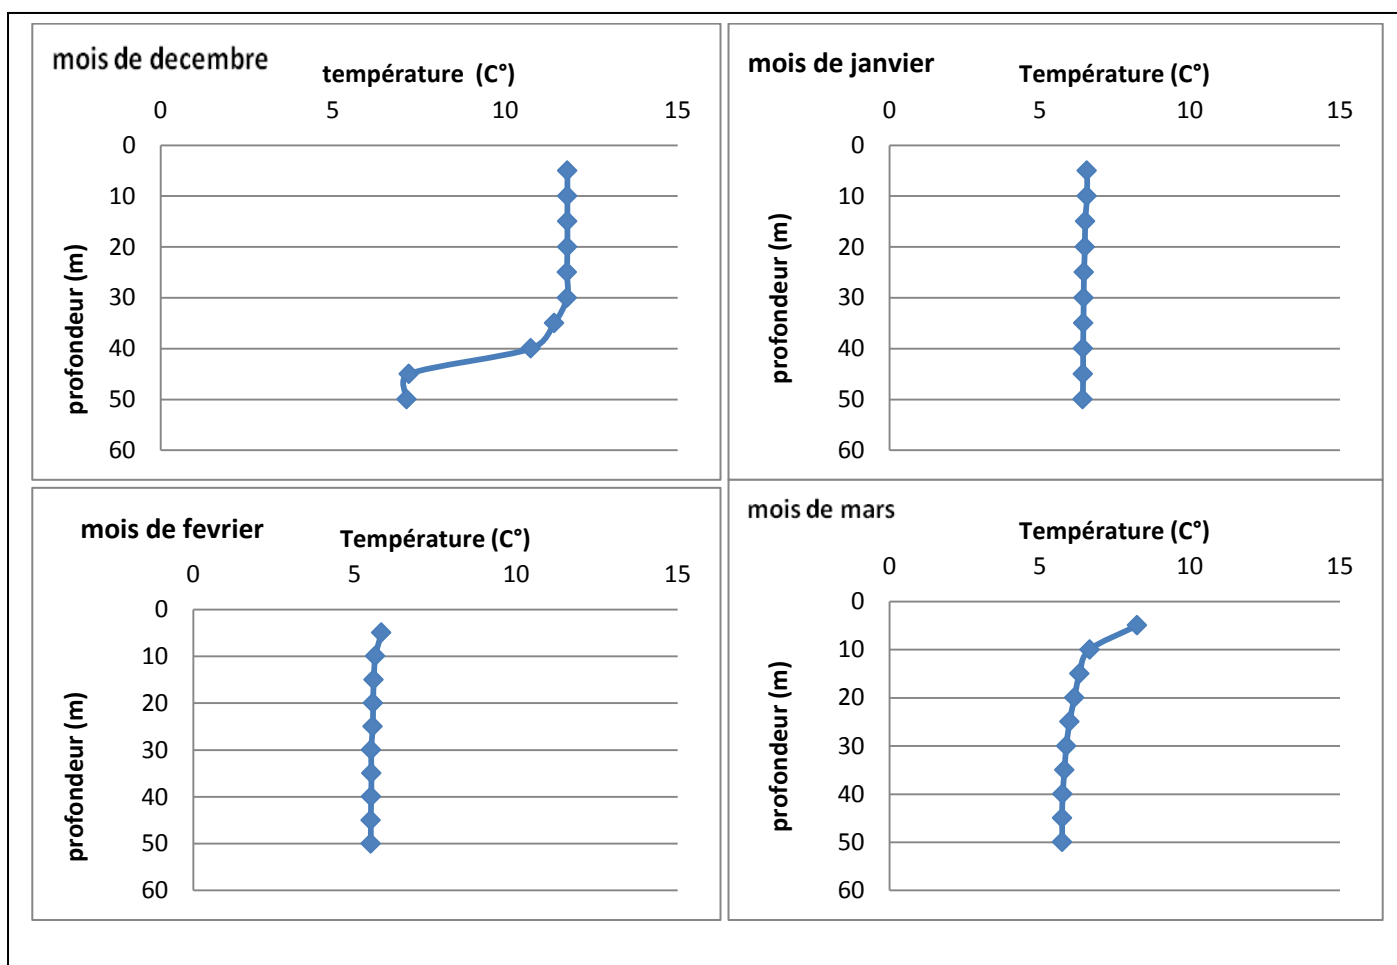 mois de decembre
température (C°)
0 5 10 15
0
10
20
30
40
50
60
profondeur (m)
mois de janvier
Température (C°)
0 5 10 15
0
10
20
30
40
50
60
profondeur (m)
mois de fevrier
Température (C°)
0 5 10 15
0
10
20
30
40
50
60
profondeur (m)
mois de mars
Température (C°)
0 5 10 15
0
10
20
30
40
50
60
profondeur (m)